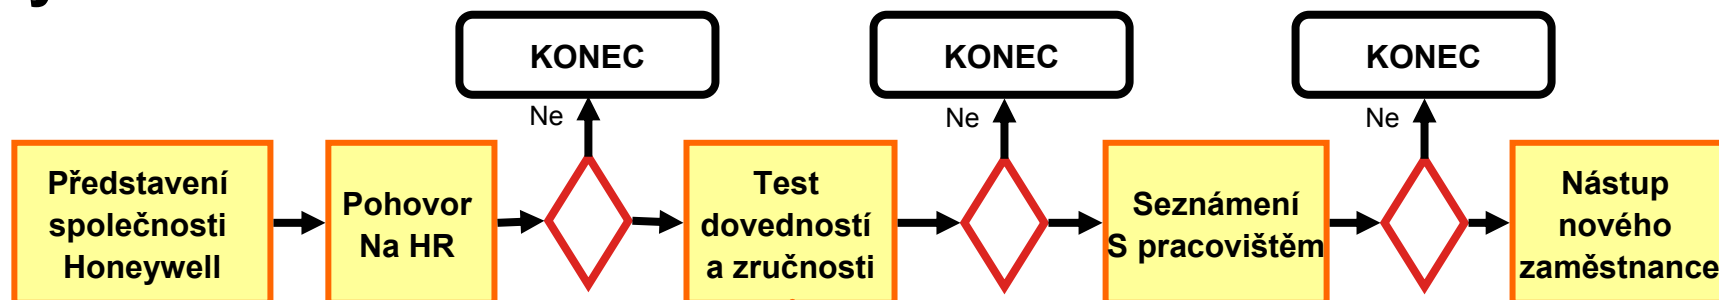 KONEC
KONEC
KONEC
Ne
Ne
Ne
Představení
společnosti
Honeywell
Pohovor
Na HR
Test
dovedností
a zručnosti
Seznámení
S pracovištěm
Nástup
nového
zaměstnance